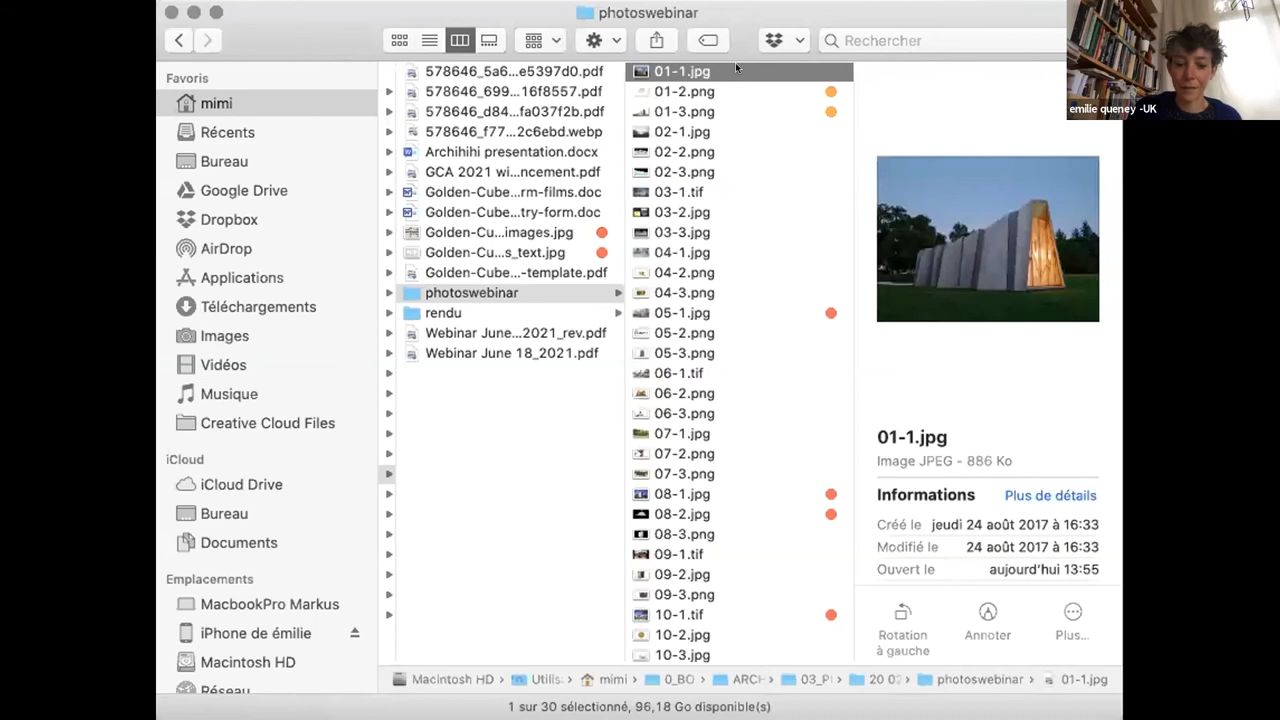 photoswebinar
Rechercher
emilie queney -UK
Favoris
mimi
Récents
Bureau
Google Drive
Dropbox
AirDrop
Applications
Téléchargements
Images
Vidéos
Musique
Creative Cloud Files
iCloud
iCloud Drive
Bureau
Documents
Emplacements
MacbookPro Markus
iPhone de émilie
Macintosh HD
Réseau
578646_5a6...e5397d0.pdf
578646_699...16f8557.pdf
578646_d84...fa037f2b.pdf
578646_f77...2c6ebd.webp
Archihihi presentation.docx
GCA 2021 wi...ncement.pdf
Golden-Cube...rm-films.doc
Golden-Cube...try-form.doc
Golden-Cu...images.jpg
Golden-Cu...s_text.jpg
Golden-Cube...-template.pdf
photoswebinar
rendu
Webinar June...2021_rev.pdf
Webinar June 18_2021.pdf
01-1.jpg
01-2.png
01-3.png
02-1.jpg
02-2.png
02-3.png
03-1.tif
03-2.jpg
03-3.jpg
04-1.jpg
04-2.png
04-3.png
05-1.jpg
05-2.png
05-3.png
06-1.tif
06-2.png
06-3.png
07-1.jpg
07-2.png
07-3.png
08-1.jpg
08-2.jpg
08-3.png
09-1.tif
09-2.jpg
09-3.png
10-1.tif
10-2.jpg
10-3.jpg
01-1.jpg
Image JPEG - 886 Ko
Informations Plus de détails
Créé le jeudi 24 août 2017 à 16:33
Modifié le 24 août 2017 à 16:33
Ouvert le aujourd'hui 13:55
Rotation à gauche
Annoter
Plus...
Macintosh HD > Utilis > mimi > 0_BO > ARCH > 03_PI > 20 02 > photoswebinar > 01-1.jpg
1 sur 30 sélectionné, 96,18 Go disponible(s)